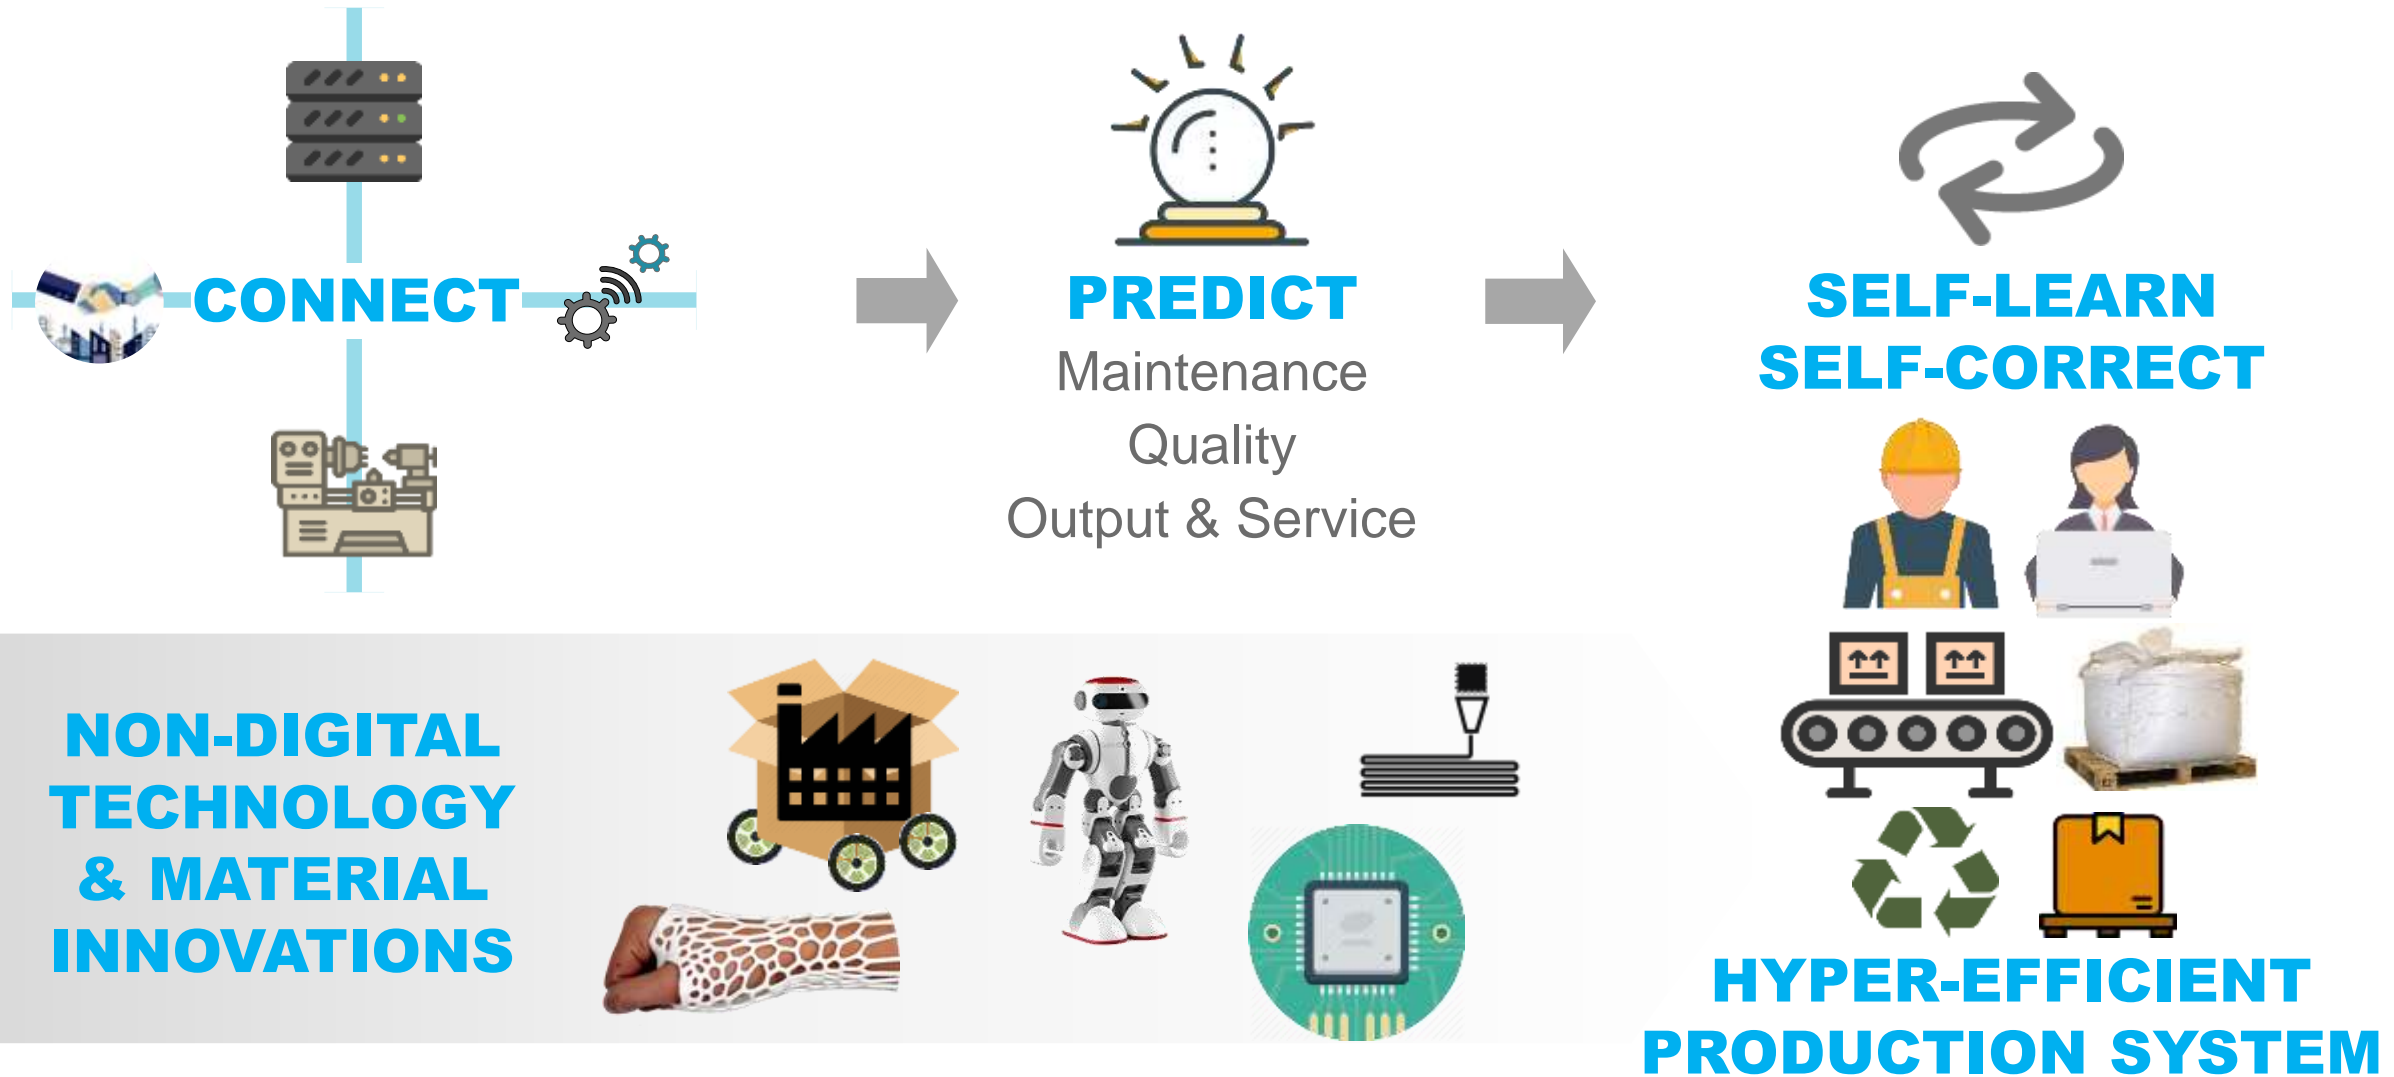 CONNECT
PREDICT
Maintenance
Quality
Output & Service
SELF-LEARN
SELF-CORRECT
NON-DIGITAL
TECHNOLOGY
& MATERIAL
INNOVATIONS
HYPER-EFFICIENT
PRODUCTION SYSTEM